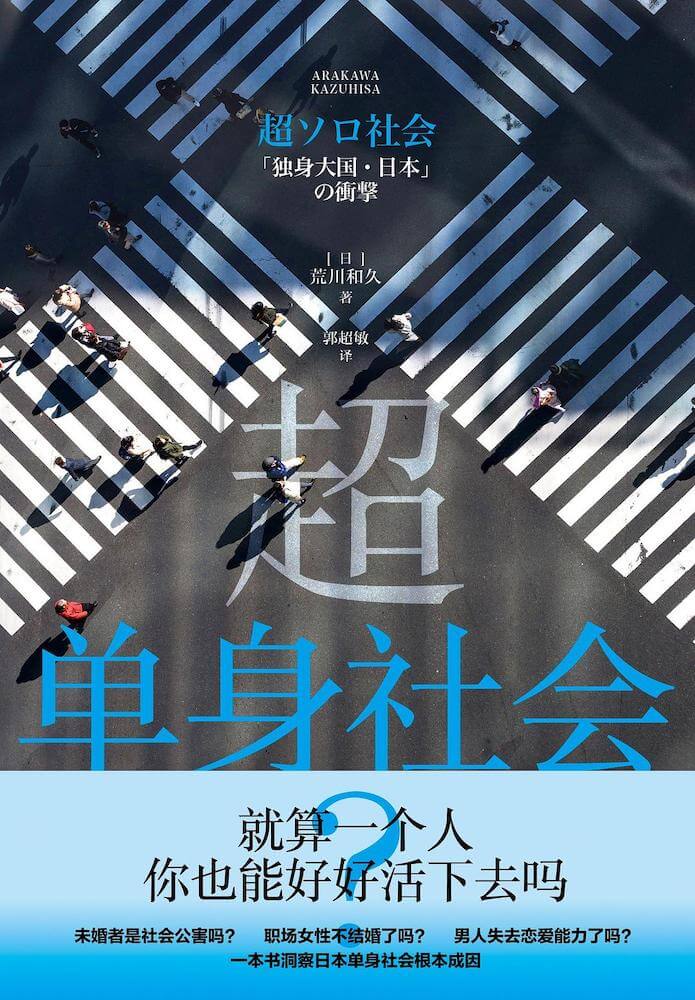 ARAKAWA
KAZUHISA
超ソロ社会
「独身大国・日本」
の衝撃
［日］
荒川和久
著
郭超敏
译
超
单身社会
?
就算一个人
你也能好好活下去吗
未婚者是社会公害吗？ 职场女性不结婚了吗？ 男人失去恋爱能力了吗？
一本书洞察日本单身社会根本成因